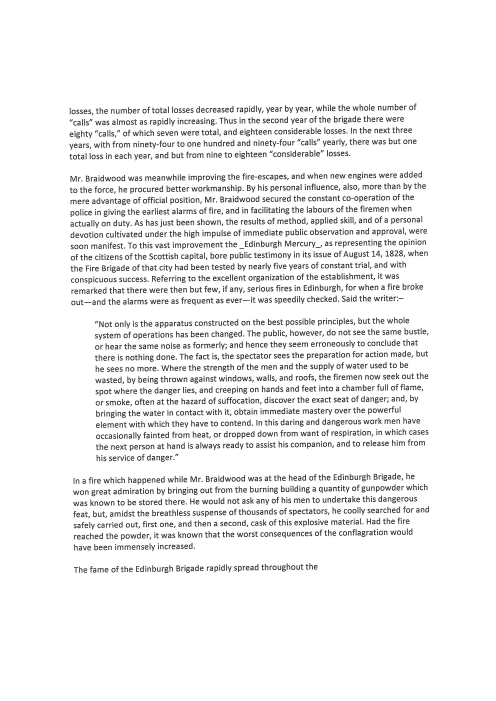 losses, the number of total losses decreased rapidly, year by year, while the whole number of
"calls" was almost as rapidly increasing. Thus in the second year of the brigade there were
eighty "calls," of which seven were total, and eighteen considerable losses. In the next three
years, with from ninety-four to one hundred and ninety-four "calls" yearly, there was but one
total loss in each year, and but from nine to eighteen "considerable" losses.

Mr. Braidwood was meanwhile improving the fire-escapes, and when new engines were added
to the force, he procured better workmanship. By his personal influence, also, more than by the
mere advantage of official position, Mr. Braidwood secured the constant co-operation of the
police in giving the earliest alarms of fire, and in facilitating the labours of the firemen when
actually on duty. As has just been shown, the results of method, applied skill, and of a personal
devotion cultivated under the high impulse of immediate public observation and approval, were
soon manifest. To this vast improvement the _Edinburgh Mercury_, as representing the opinion
of the citizens of the Scottish capital, bore public testimony in its issue of August 14, 1828, when
the Fire Brigade of that city had been tested by nearly five years of constant trial, and with
conspicuous success. Referring to the excellent organization of the establishment, it was
remarked that there were then but few, if any, serious fires in Edinburgh, for when a fire broke
out—and the alarms were as frequent as ever—it was speedily checked. Said the writer:–

"Not only is the apparatus constructed on the best possible principles, but the whole
system of operations has been changed. The public, however, do not see the same bustle,
or hear the same noise as formerly; and hence they seem erroneously to conclude that
there is nothing done. The fact is, the spectator sees the preparation for action made, but
he sees no more. Where the strength of the men and the supply of water used to be
wasted, by being thrown against windows, walls, and roofs, the firemen now seek out the
spot where the danger lies, and creeping on hands and feet into a chamber full of flame,
or smoke, often at the hazard of suffocation, discover the exact seat of danger; and, by
bringing the water in contact with it, obtain immediate mastery over the powerful
element with which they have to contend. In this daring and dangerous work men have
occasionally fainted from heat, or dropped down from want of respiration, in which cases
the next person at hand is always ready to assist his companion, and to release him from
his service of danger."

In a fire which happened while Mr. Braidwood was at the head of the Edinburgh Brigade, he
won great admiration by bringing out from the burning building a quantity of gunpowder which
was known to be stored there. He would not ask any of his men to undertake this dangerous
feat, but, amidst the breathless suspense of thousands of spectators, he coolly searched for and
safely carried out, first one, and then a second, cask of this explosive material. Had the fire
reached the powder, it was known that the worst consequences of the conflagration would
have been immensely increased.

The fame of the Edinburgh Brigade rapidly spread throughout the